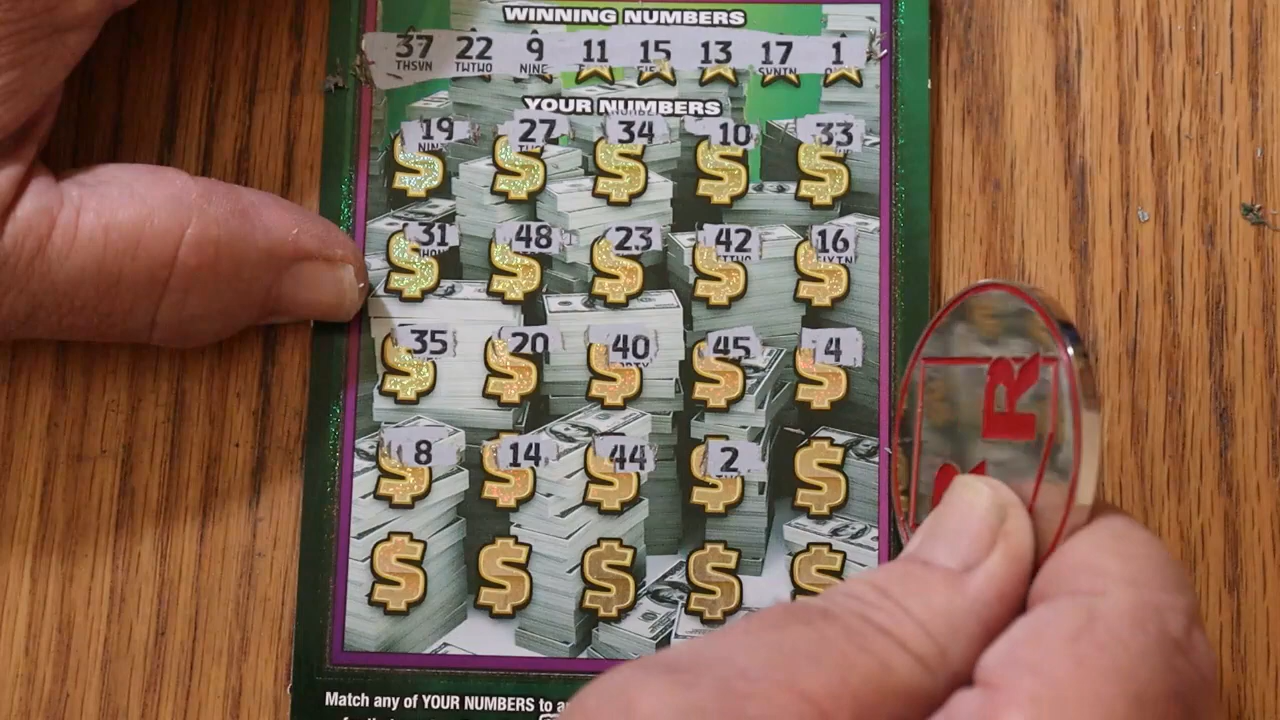 WINNING NUMBERS
37 22 9 11 15 13 17 1
THSVN TWTWO NINE SVNTN
YOUR NUMBERS
19 27 34 10 33
31 48 23 42 16
35 20 40 45 4
8 14 44 2
Match any of YOUR NUMBERS to
R